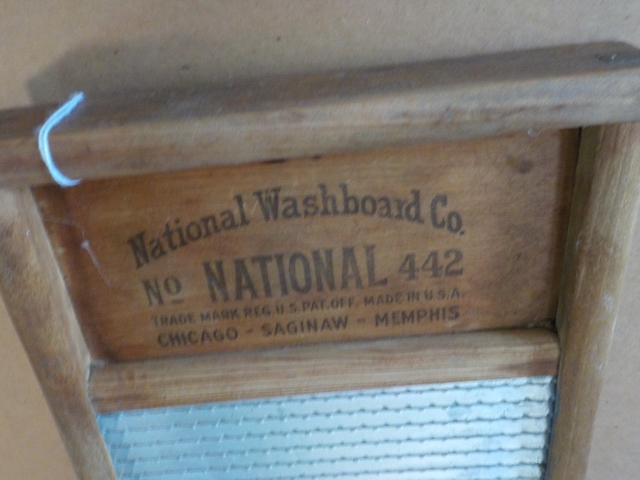 National Washboard Co.
No NATIONAL 442
TRADE MARK REG. U.S. PAT. OFF. MADE IN U.S.A.
CHICAGO - SAGINAW - MEMPHIS